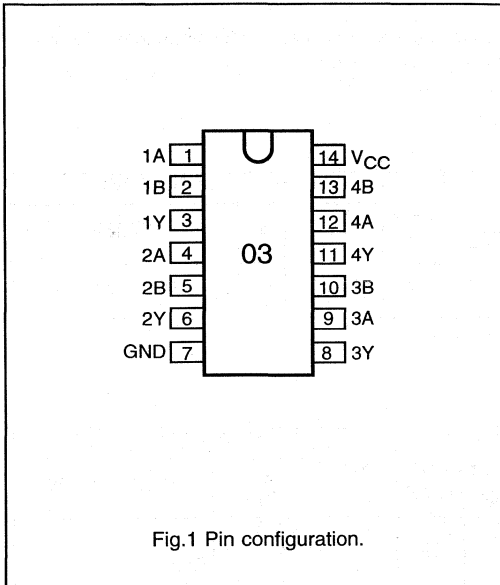 1A 1 14 VCC
1B 2 13 4B
1Y 3 12 4A
2A 4 03 11 4Y
2B 5 10 3B
2Y 6 9 3A
GND 7 8 3Y
Fig.1 Pin configuration.